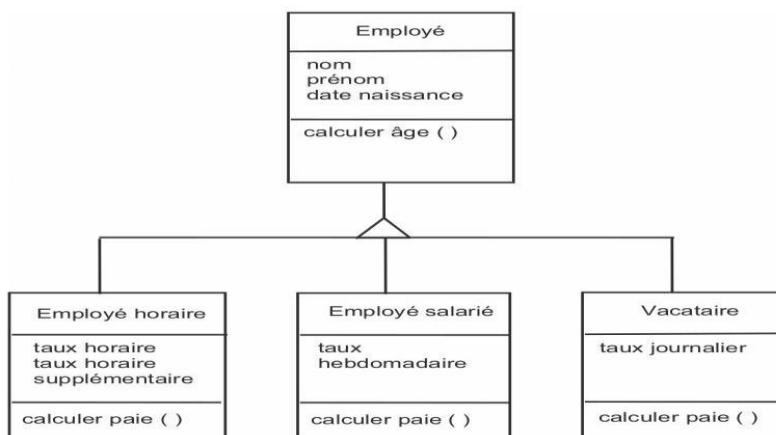 Employé
nom
prénom
date naissance
calculer âge ( )
Employé horaire
taux horaire
taux horaire
supplémentaire
calculer paie ( )
Employé salarié
taux
hebdomadaire
calculer paie ( )
Vacataire
taux journalier
calculer paie ( )